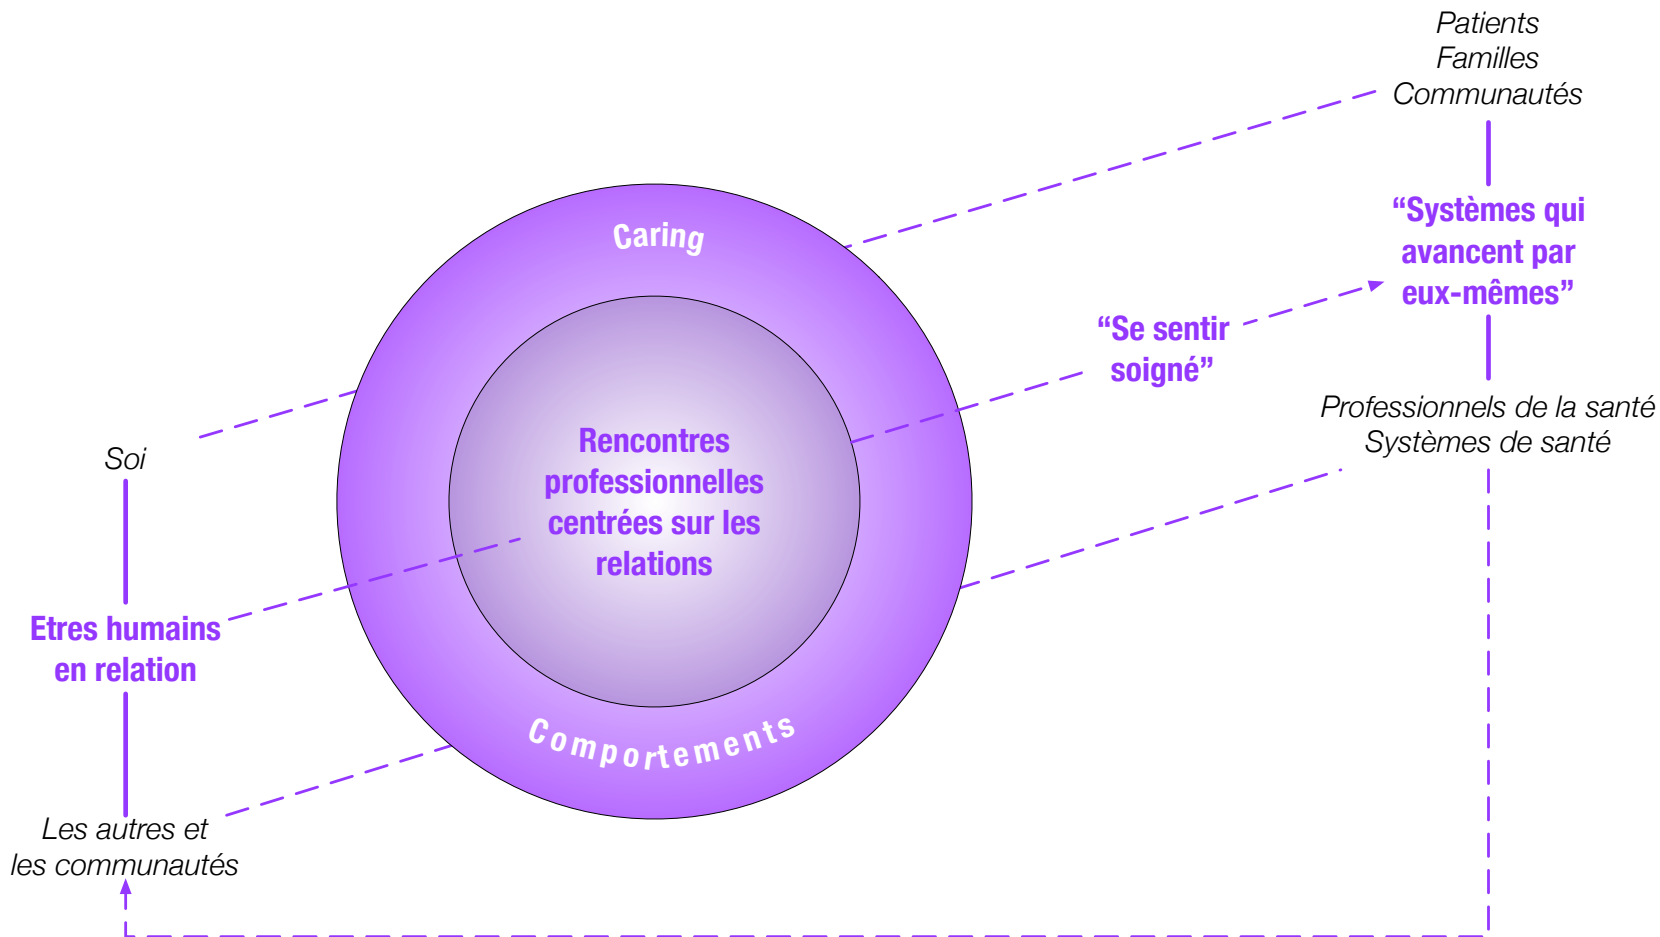 Patients
Familles
Communautés
“Systèmes qui
avancent par
eux-mêmes”
Caring
“Se sentir
soigné”
Professionnels de la santé
Systèmes de santé
Rencontres
professionnelles
centrées sur les
relations
Soi
Etres humains
en relation
Comportements
Les autres et
les communautés